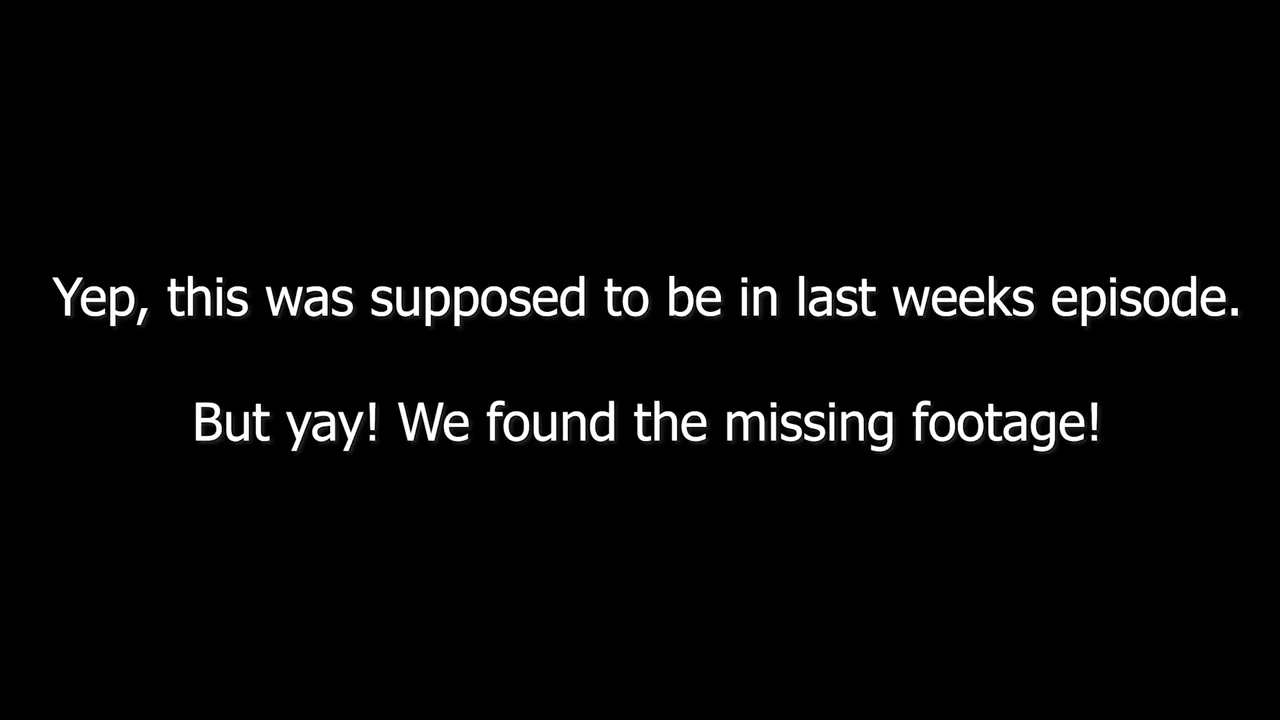 Yep, this was supposed to be in last weeks episode.
But yay! We found the missing footage!